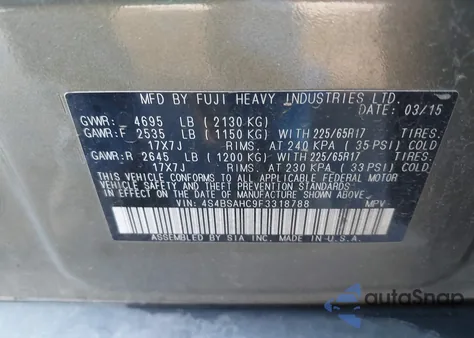 MFD BY FUJI HEAVY INDUSTRIES LTD.
DATE: 03/15
GVWR: 4695 LB (2130 KG)
GAWR:F 2535 LB (1150 KG) WITH 225/65R17
17X7J RIMS. AT 240 KPA (35 PSI) COLD
GAWR:R 2645 LB (1200 KG) WITH 225/65R17
17X7J RIMS. AT 230 KPA (33 PSI) COLD
THIS VEHICLE CONFORMS TO ALL APPLICABLE FEDERAL MOTOR
VEHICLE SAFETY AND THEFT PREVENTION STANDARDS
IN EFFECT ON THE DATE OF MANUFACTURE SHOWN ABOVE.
VIN: 4S4BSAHC9F3318788 MPV
ASSEMBLED BY SIA INC. MADE IN U.S.A.
autoSnap